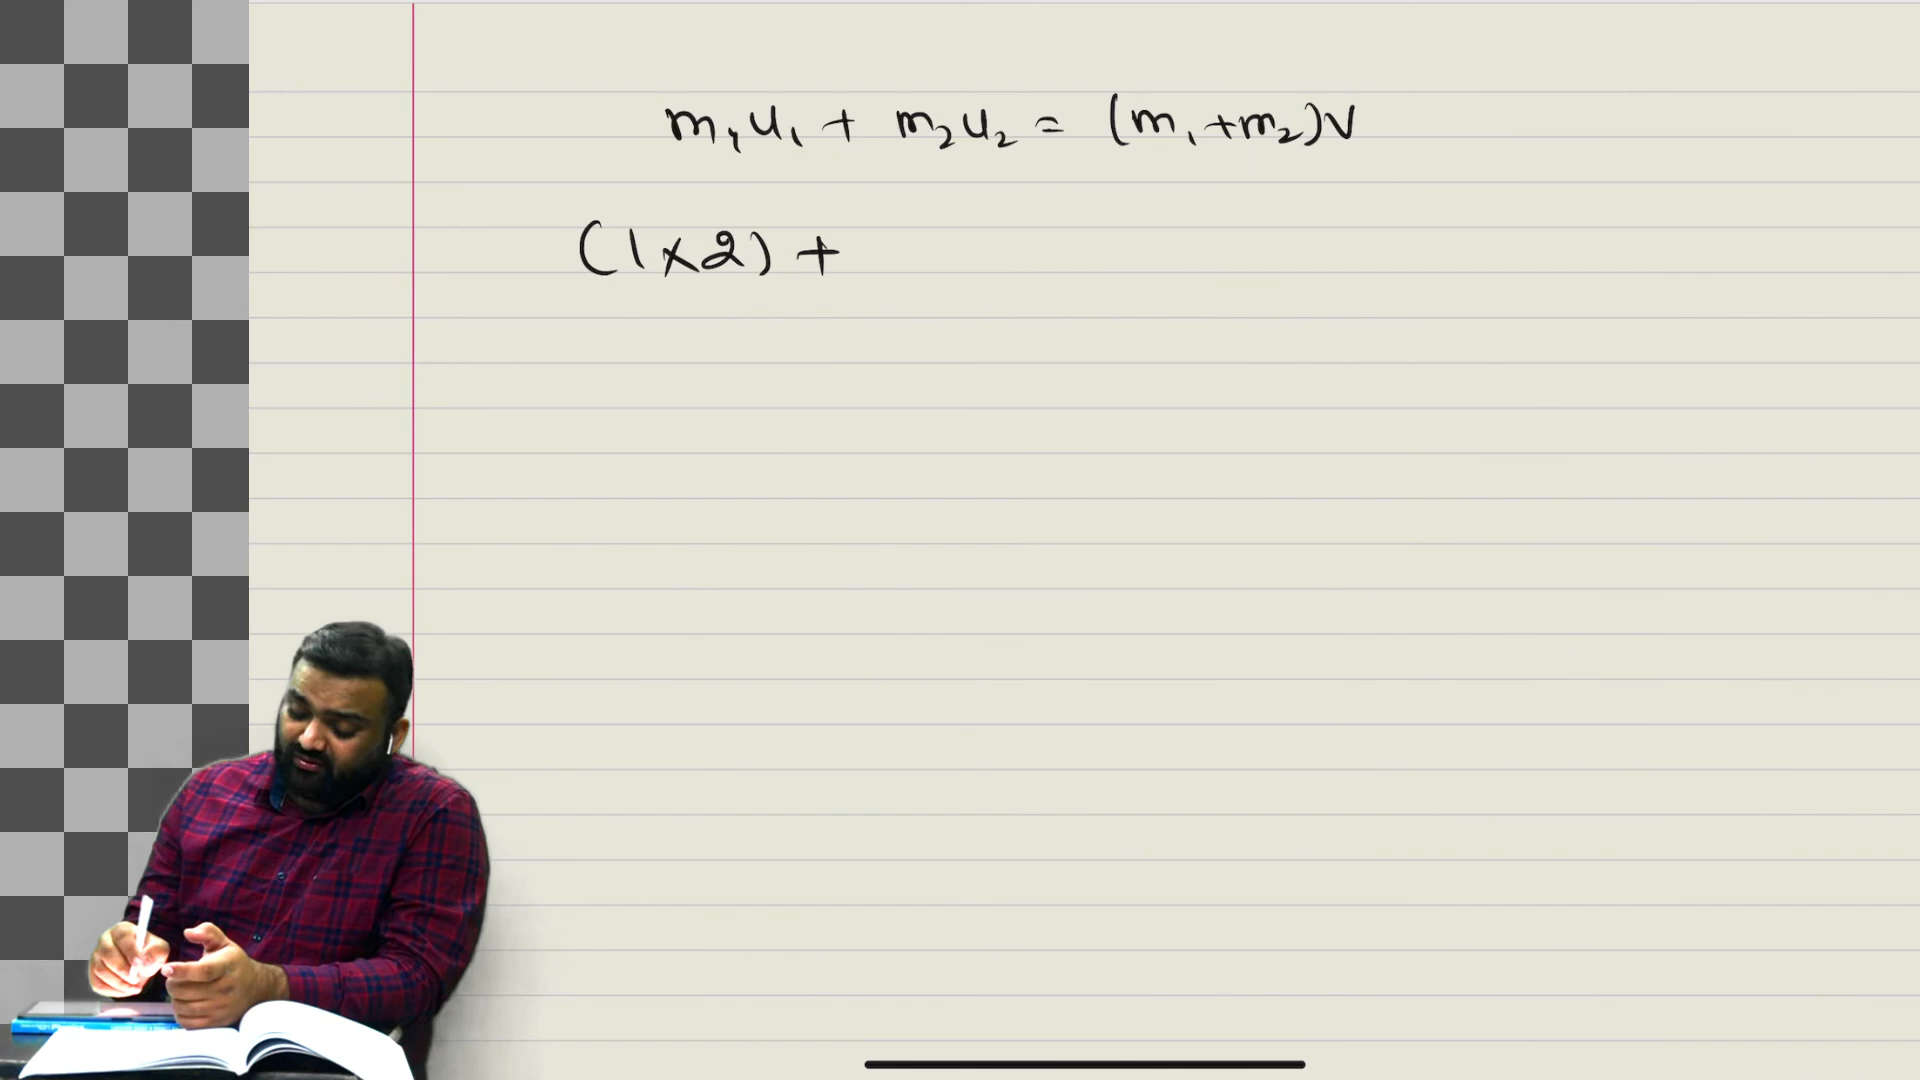 m₁u₁ + m₂u₂ = (m₁+m₂)v
(1×2) +